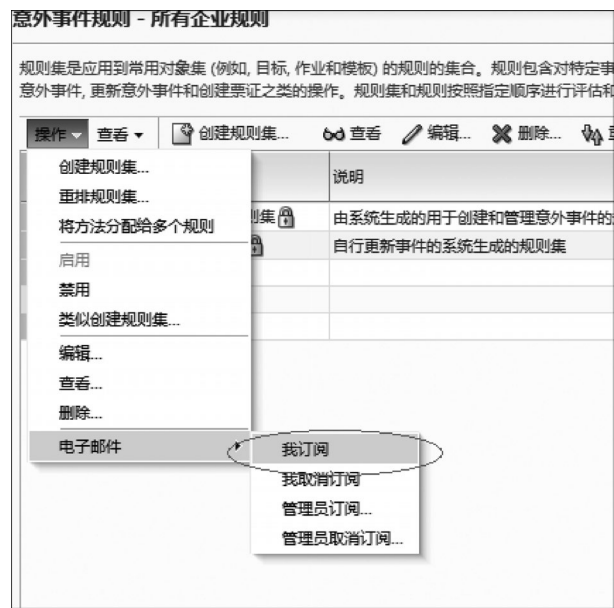 意外事件规则 - 所有企业规则
规则集是应用到常用对象集 (例如, 目标, 作业和模板) 的规则的集合。规则包含对特定事
意外事件, 更新意外事件和创建票证之类的操作。规则集和规则按照指定顺序进行评估和
操作 查看 创建规则集... 查看 编辑... 删除...
说明
则集 由系统生成的用于创建和管理意外事件的
自行更新事件的系统生成的规则集
创建规则集...
重排规则集...
将方法分配给多个规则
启用
禁用
类似创建规则集...
编辑...
查看...
删除...
电子邮件
我订阅
我取消订阅
管理员订阅...
管理员取消订阅...